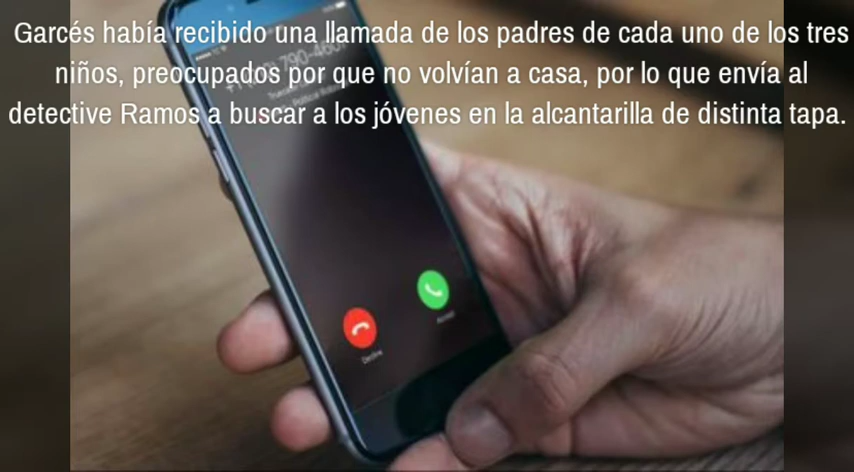 Garcés había recibido una llamada de los padres de cada uno de los tres
niños, preocupados por que no volvían a casa, por lo que envía al
detective Ramos a buscar a los jóvenes en la alcantarilla de distinta tapa.
Decline